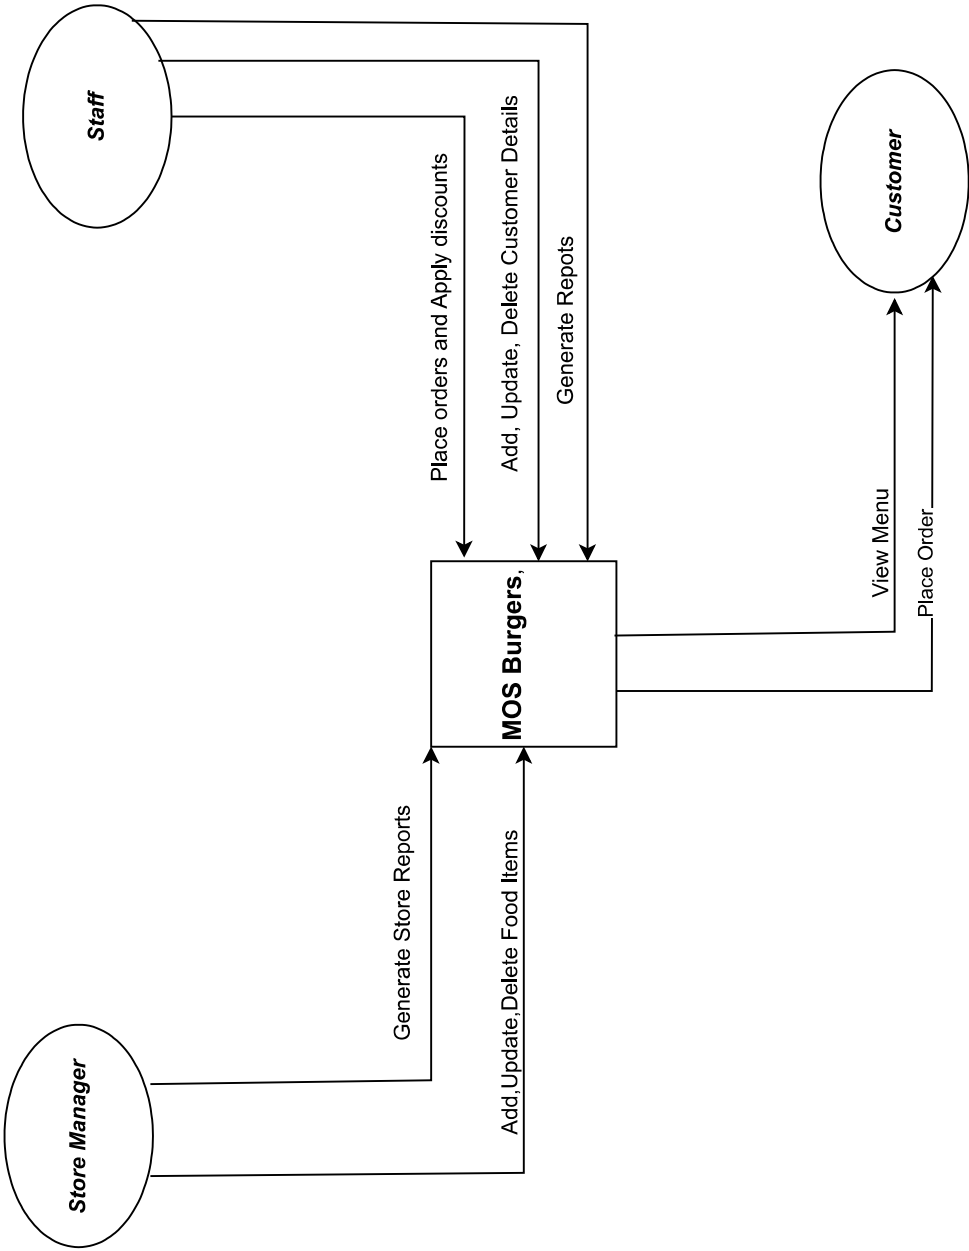 Store Manager
Staff
Generate Store Reports
Place orders and Apply discounts
Add,Update,Delete Food Items
MOS Burgers,
Add, Update, Delete Customer Details
Generate Repots
View Menu
Customer
Place Order